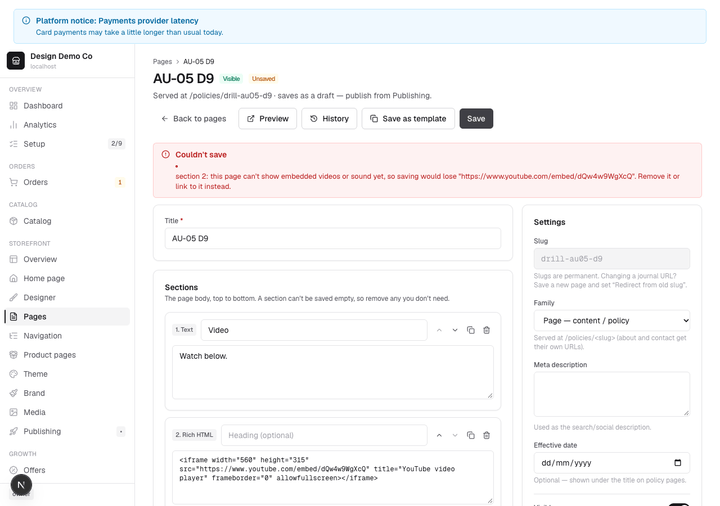 Platform notice: Payments provider latency
Card payments may take a little longer than usual today.
Design Demo Co
localhost
OVERVIEW
Dashboard
Analytics
Setup 2/9
ORDERS
Orders 1
CATALOG
Catalog
STOREFRONT
Overview
Home page
Designer
Pages
Navigation
Product pages
Theme
Brand
Media
Publishing
GROWTH
Offers
N
Pages › AU-05 D9
AU-05 D9 Visible Unsaved
Served at /policies/drill-au05-d9 · saves as a draft — publish from Publishing.
Back to pages Preview History Save as template Save
Couldn't save
section 2: this page can't show embedded videos or sound yet, so saving would lose "https://www.youtube.com/embed/dQw4w9WgXcQ". Remove it or
link to it instead.
Title *
AU-05 D9
Sections
The page body, top to bottom. A section can't be saved empty, so remove any you don't need.
1. Text Video
Watch below.
2. Rich HTML Heading (optional)
<iframe width="560" height="315"
src="https://www.youtube.com/embed/dQw4w9WgXcQ" title="YouTube video
player" frameborder="0" allowfullscreen></iframe>
Settings
Slug
drill-au05-d9
Slugs are permanent. Changing a journal URL?
Save a new page and set "Redirect from old slug".
Family
Page — content / policy
Served at /policies/<slug> (about and contact get
their own URLs).
Meta description
Used as the search/social description.
Effective date
dd/mm/yyyy
Optional — shown under the title on policy pages.